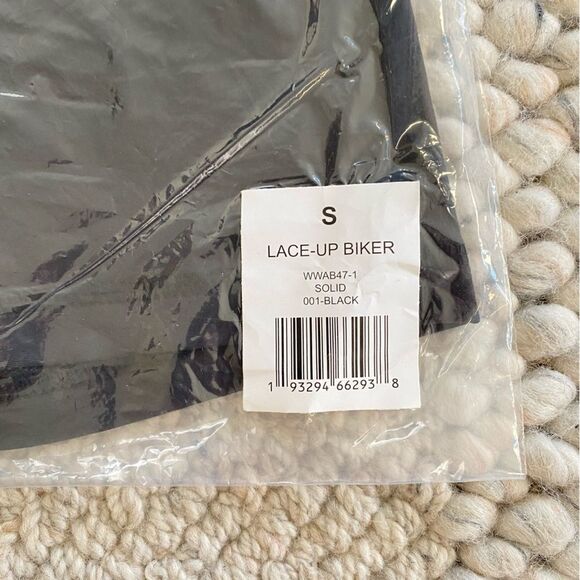 S
LACE-UP BIKER
WWAB47-1
SOLID
001-BLACK
1 93294 66293 8